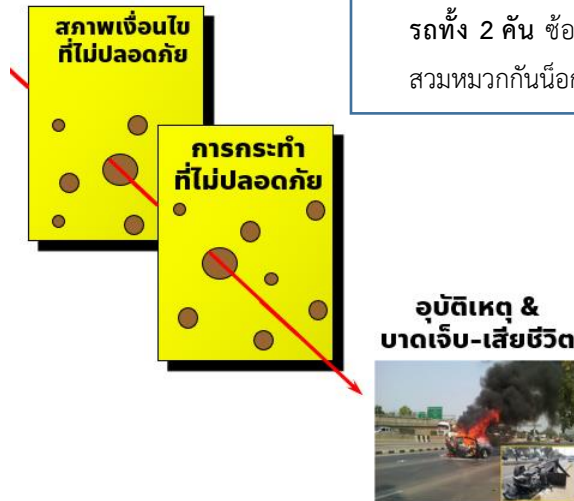 สภาพเงื่อนไข
ที่ไม่ปลอดภัย
รถทั้ง 2 คัน
สวมหมวกกันน็อก
การกระทำ
ที่ไม่ปลอดภัย
อุบัติเหตุ &
บาดเจ็บ-เสียชีวิต